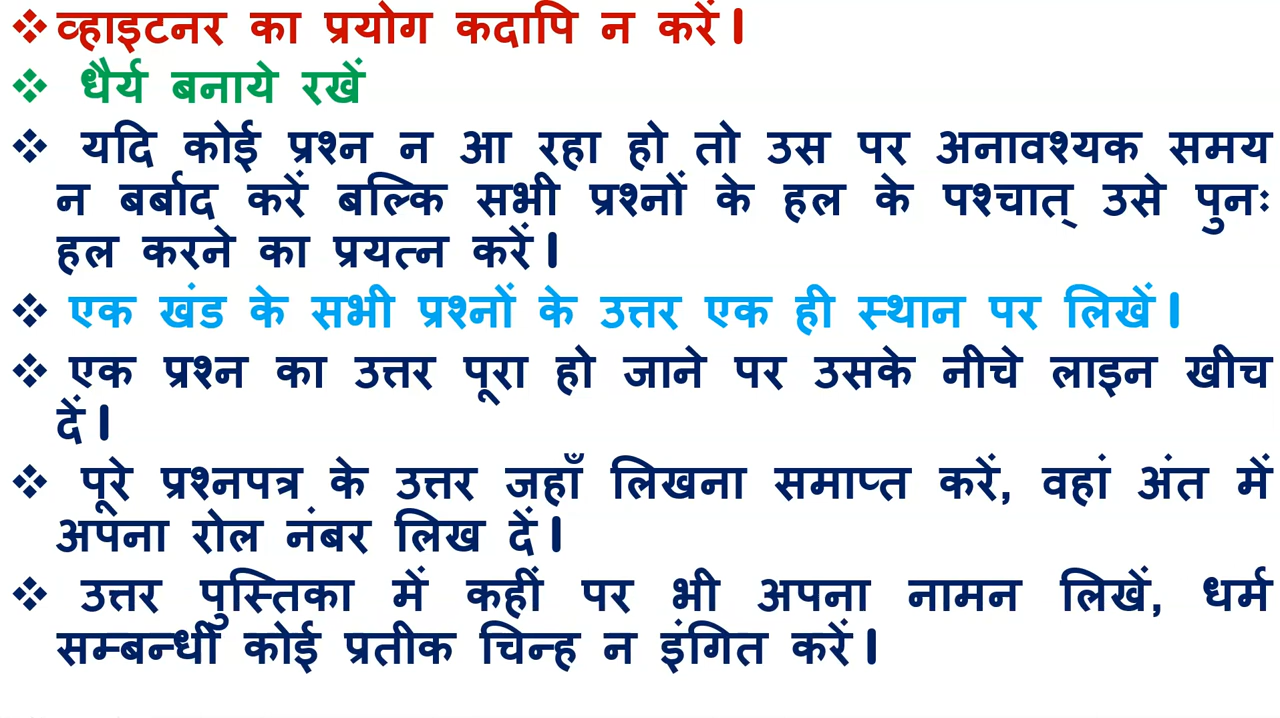 ❖व्हाइटनर का प्रयोग कदापि न करें।
❖ धैर्य बनाये रखें
❖ यदि कोई प्रश्न न आ रहा हो तो उस पर अनावश्यक समय
न बर्बाद करें बल्कि सभी प्रश्नों के हल के पश्चात् उसे पुनः
हल करने का प्रयत्न करें।
❖ एक खंड के सभी प्रश्नों के उत्तर एक ही स्थान पर लिखें।
❖ एक प्रश्न का उत्तर पूरा हो जाने पर उसके नीचे लाइन खीच
दें।
❖ पूरे प्रश्नपत्र के उत्तर जहाँ लिखना समाप्त करें, वहां अंत में
अपना रोल नंबर लिख दें।
❖ उत्तर पुस्तिका में कहीं पर भी अपना नामन लिखें, धर्म
सम्बन्धी कोई प्रतीक चिन्ह न इंगित करें।